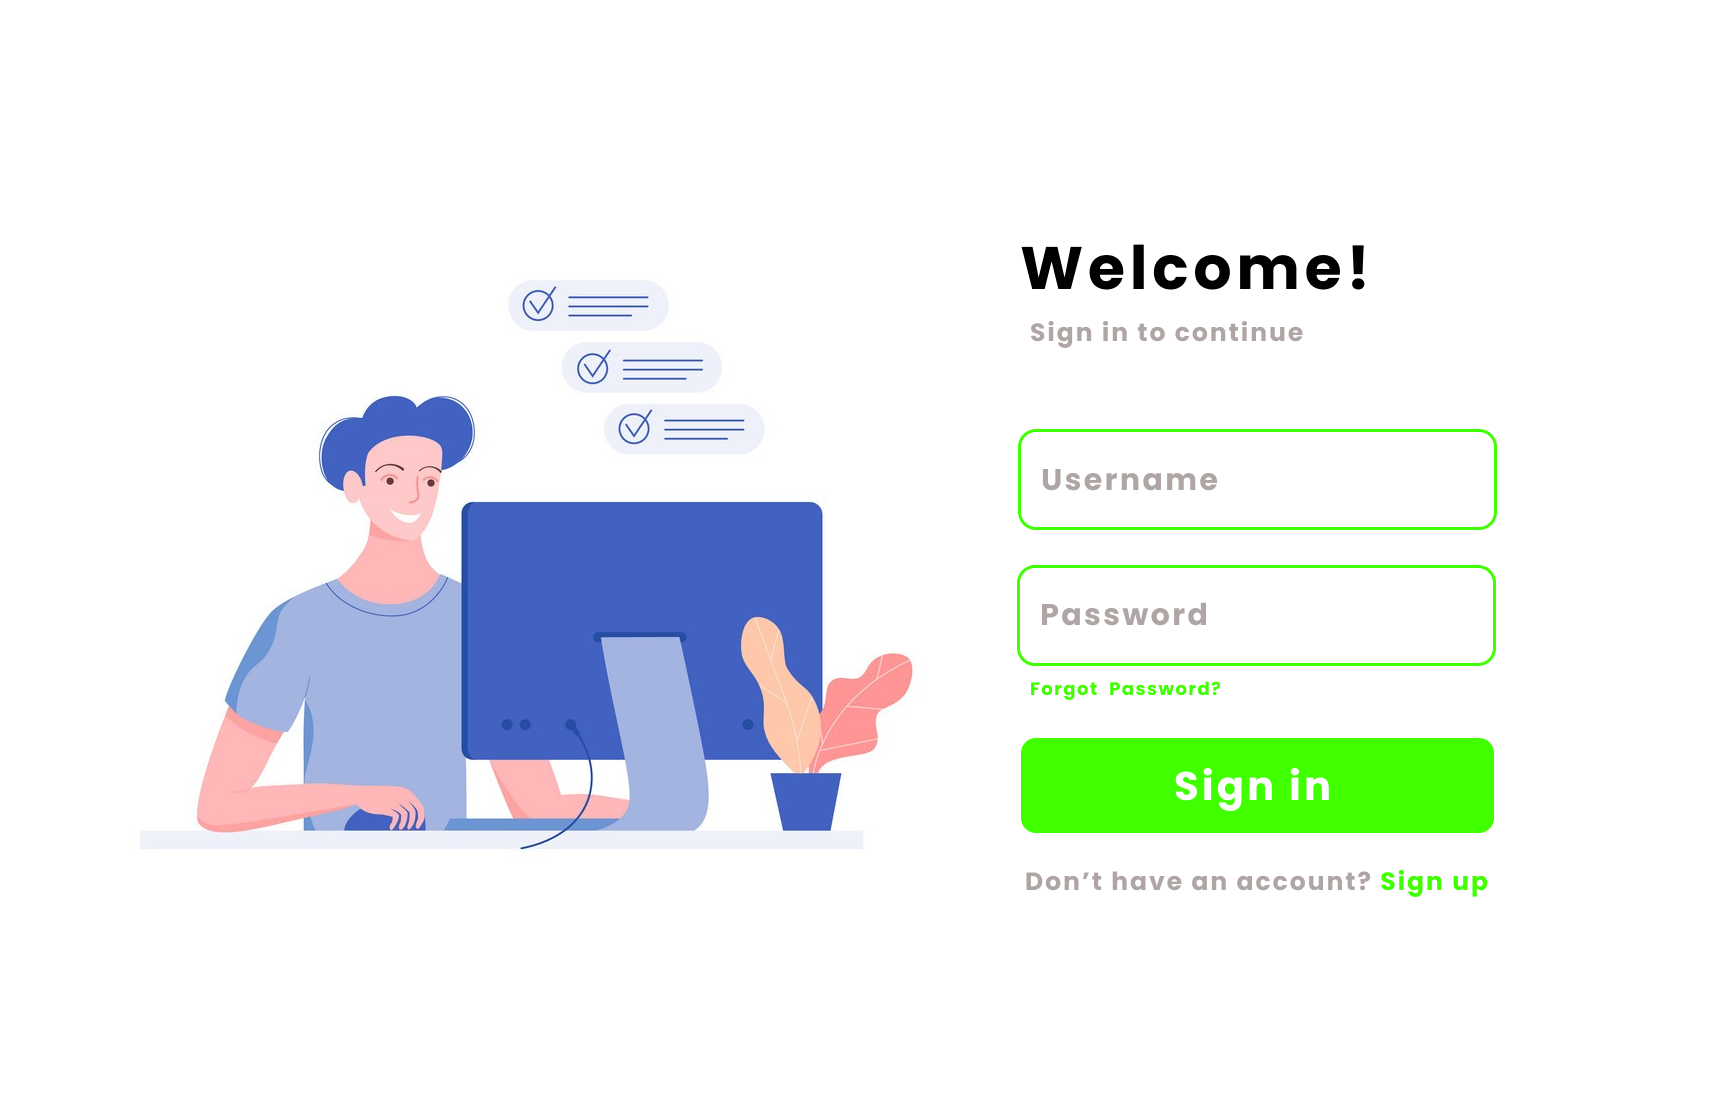 Welcome!
Sign in to continue
Username
Password
Forgot Password?
Sign in
Don’t have an account? Sign up